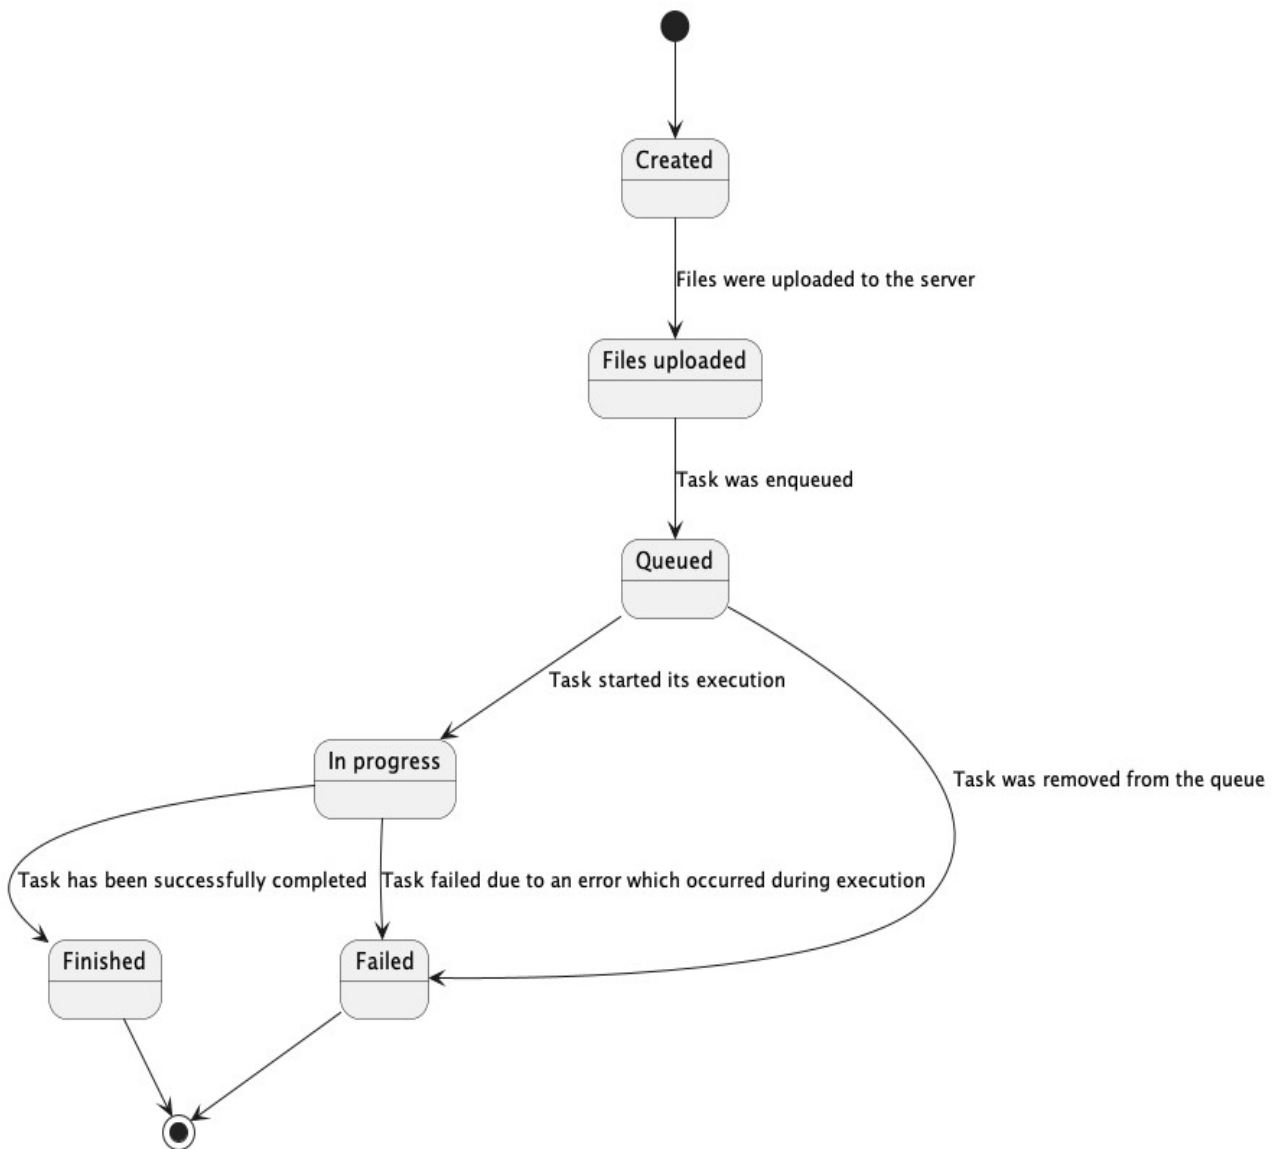 Created
Files were uploaded to the server
Files uploaded
Task was enqueued
Queued
Task started its execution
In progress
Task was removed from the queue
Task has been successfully completed
Task failed due to an error which occurred during execution
Finished
Failed